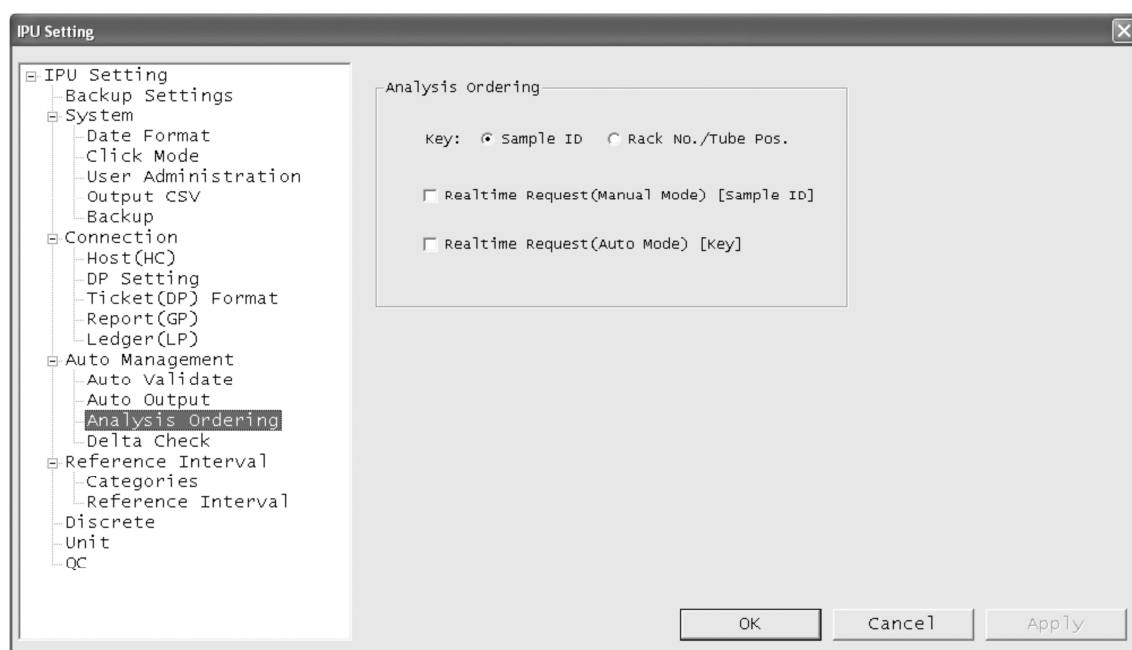 IPU Setting
IPU Setting
Backup Settings
System
Date Format
Click Mode
User Administration
Output CSV
Backup
Connection
Host(HC)
DP Setting
Ticket(DP) Format
Report(GP)
Ledger(LP)
Auto Management
Auto Validate
Auto Output
Analysis Ordering
Delta Check
Reference Interval
Categories
Reference Interval
Discrete
Unit
QC
Analysis Ordering
Key: Sample ID Rack No./Tube Pos.
Realtime Request(Manual Mode) [Sample ID]
Realtime Request(Auto Mode) [Key]
OK Cancel Apply